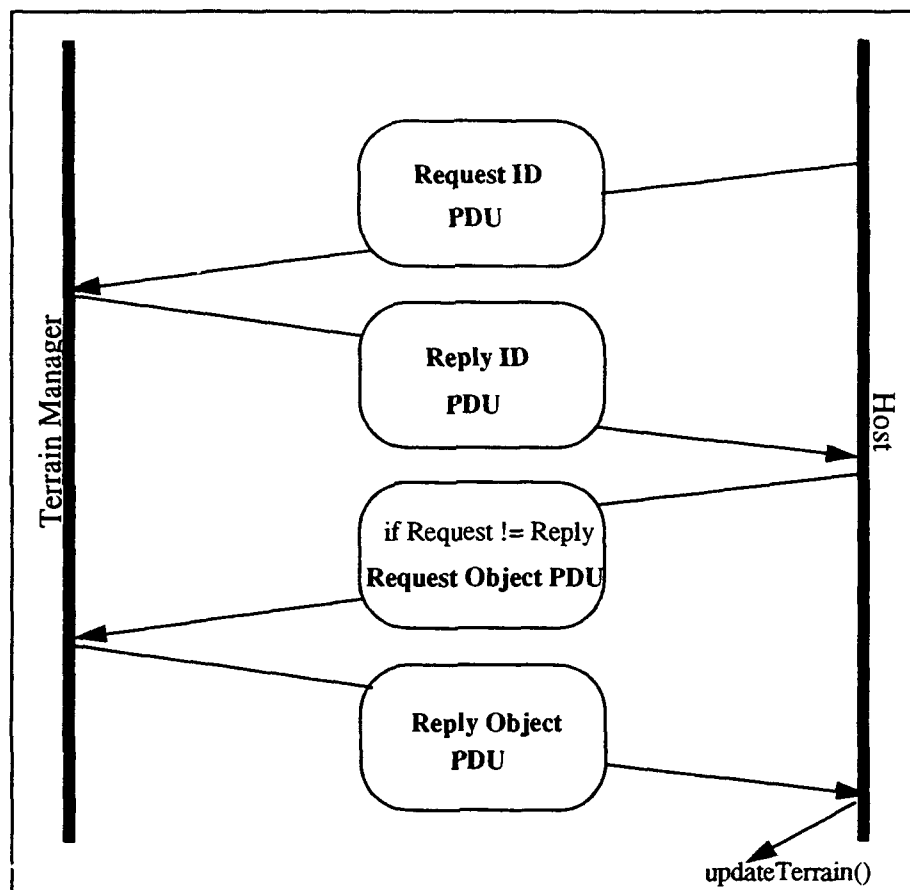 Request ID
PDU
Reply ID
PDU
Terrain Manager
Host
if Request != Reply
Request Object PDU
Reply Object
PDU
updateTerrain()